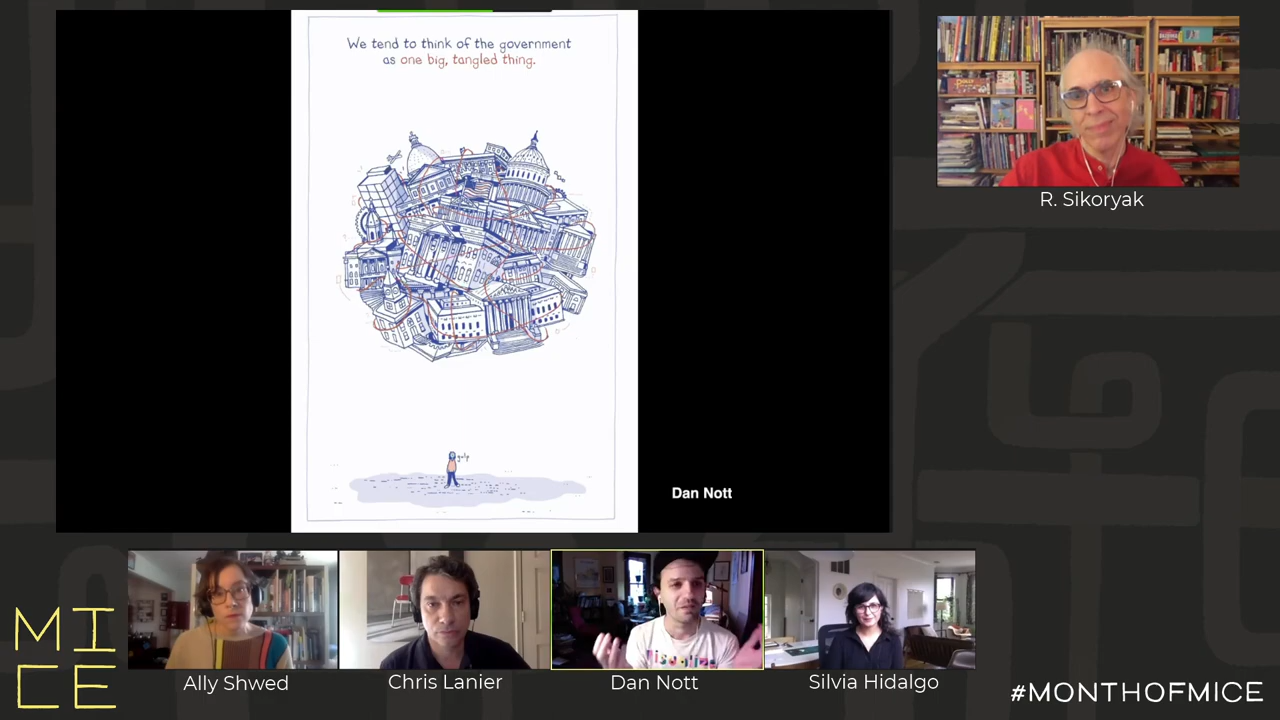 We tend to think of the government
as one big, tangled thing.
gulp
Dan Nott
R. Sikoryak
Ally Shwed
Chris Lanier
Dan Nott
Silvia Hidalgo
MI
CE
#MONTHOFMICE